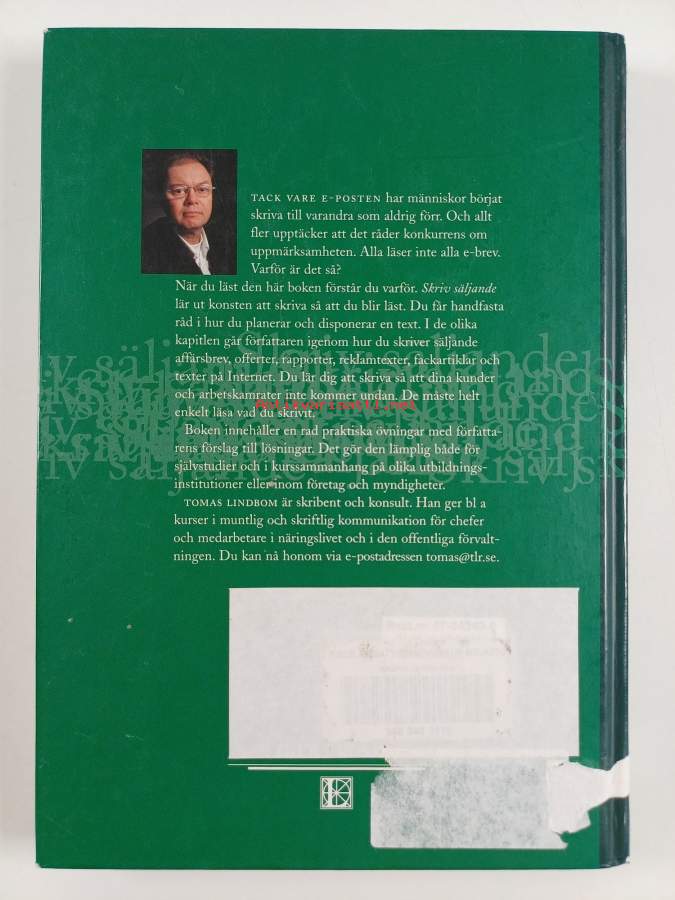 TACK VARE E-POSTEN har människor börjat
skriva till varandra som aldrig förr. Och allt
fler upptäcker att det råder konkurrens om
uppmärksamheten. Alla läser inte alla e-brev.
Varför är det så?
När du läst den här boken förstår du varför. Skriv säljande
lär ut konsten att skriva så att du blir läst. Du får handfasta
råd i hur du planerar och disponerar en text. I de olika
kapitlen går författaren igenom hur du skriver säljande
affärsbrev, offerter, rapporter, reklamtexter, fackartiklar och
texter på Internet. Du lär dig att skriva så att dina kunder
och arbetskamrater inte kommer undan. De måste helt
enkelt läsa vad du skrivit.
Boken innehåller en rad praktiska övningar med författa-
rens förslag till lösningar. Det gör den lämplig både för
självstudier och i kurssammanhang på olika utbildnings-
institutioner eller inom företag och myndigheter.
TOMAS LINDBOM är skribent och konsult. Han ger bl a
kurser i muntlig och skriftlig kommunikation för chefer
och medarbetare i näringslivet och i den offentliga förvalt-
ningen. Du kan nå honom via e-postadressen tomas@tlr.se.
Antikvariaatti.net